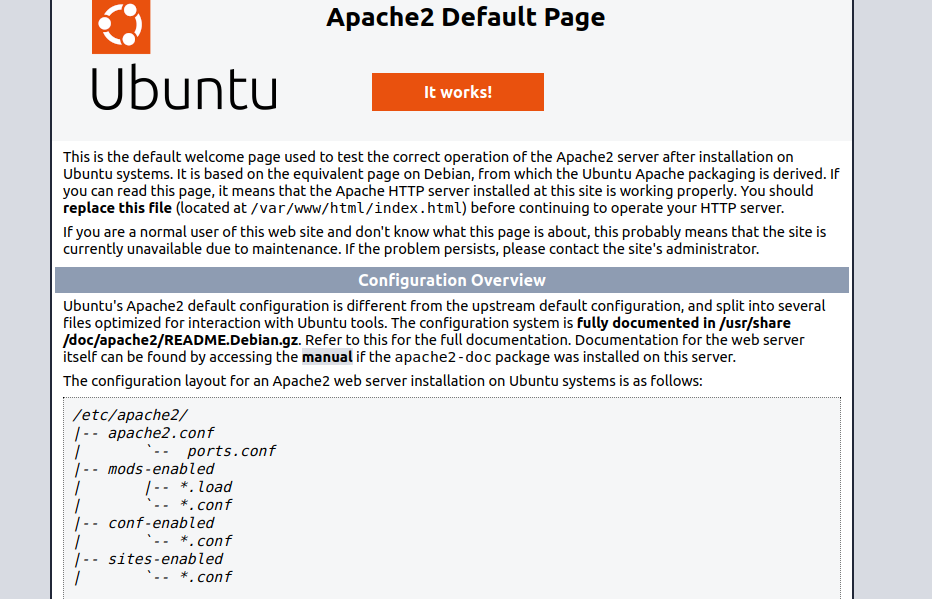 Apache2 Default Page
Ubuntu
It works!
This is the default welcome page used to test the correct operation of the Apache2 server after installation on
Ubuntu systems. It is based on the equivalent page on Debian, from which the Ubuntu Apache packaging is derived. If
you can read this page, it means that the Apache HTTP server installed at this site is working properly. You should
replace this file (located at /var/www/html/index.html) before continuing to operate your HTTP server.
If you are a normal user of this web site and don't know what this page is about, this probably means that the site is
currently unavailable due to maintenance. If the problem persists, please contact the site's administrator.
Configuration Overview
Ubuntu's Apache2 default configuration is different from the upstream default configuration, and split into several
files optimized for interaction with Ubuntu tools. The configuration system is fully documented in /usr/share
/doc/apache2/README.Debian.gz. Refer to this for the full documentation. Documentation for the web server
itself can be found by accessing the manual if the apache2-doc package was installed on this server.
The configuration layout for an Apache2 web server installation on Ubuntu systems is as follows:
/etc/apache2/
|-- apache2.conf
|       `--  ports.conf
|-- mods-enabled
|       |-- *.load
|       `-- *.conf
|-- conf-enabled
|       `-- *.conf
|-- sites-enabled
|       `-- *.conf